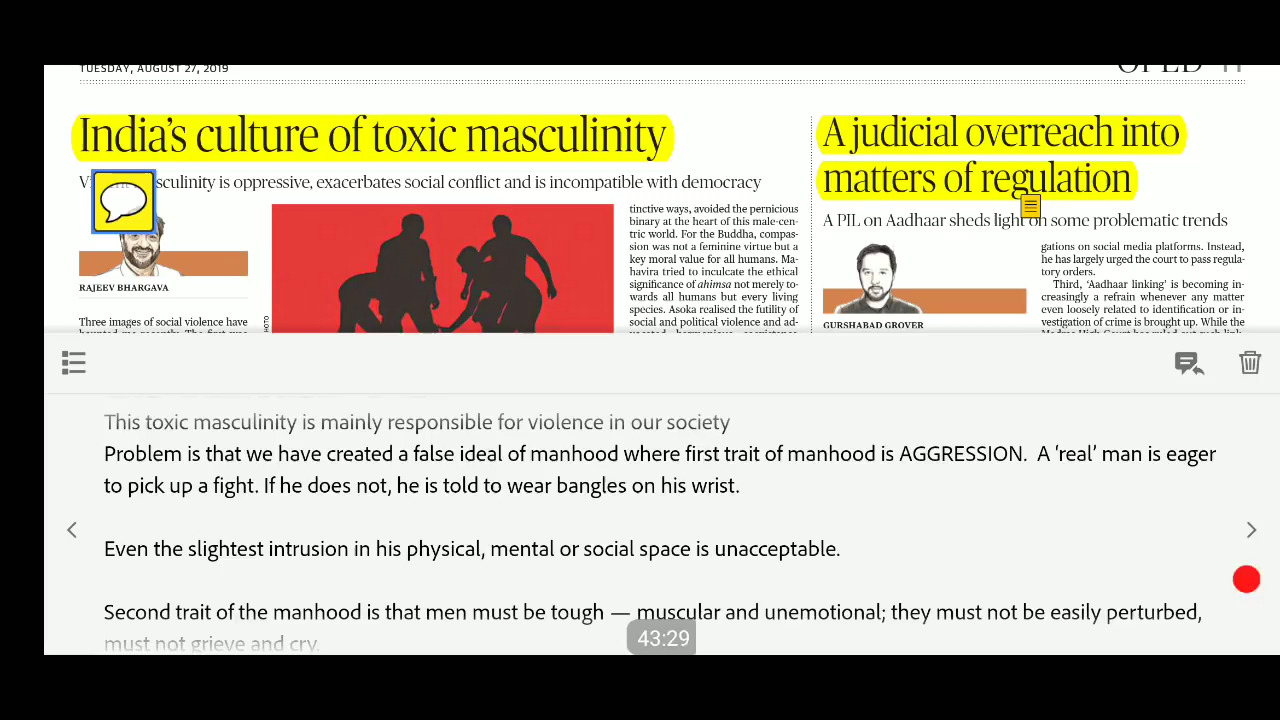 TUESDAY, AUGUST 27, 2019
India's culture of toxic masculinity
masculinity is oppressive, exacerbates social conflict and is incompatible with democracy
RAJEEV BHARGAVA
Three images of social violence have
tinctive ways, avoided the pernicious
binary at the heart of this male-cen-
tric world. For the Buddha, compas-
sion was not a feminine virtue but a
key moral value for all humans. Ma-
havira tried to inculcate the ethical
significance of ahimsa not merely to-
wards all humans but every living
species. Asoka realised the futility of
social and political violence and ad-
A judicial overreach into
matters of regulation
A PIL on Aadhaar sheds light on some problematic trends
GURSHABAD GROVER
gations on social media platforms. Instead,
he has largely urged the court to pass regula-
tory orders.
Third, 'Aadhaar linking' is becoming in-
creasingly a refrain whenever any matter
even loosely related to identification or in-
vestigation of crime is brought up. While the
This toxic masculinity is mainly responsible for violence in our society
Problem is that we have created a false ideal of manhood where first trait of manhood is AGGRESSION.  A 'real' man is eager
to pick up a fight. If he does not, he is told to wear bangles on his wrist.
Even the slightest intrusion in his physical, mental or social space is unacceptable.
Second trait of the manhood is that men must be tough — muscular and unemotional; they must not be easily perturbed,
must not grieve and cry.
43:29